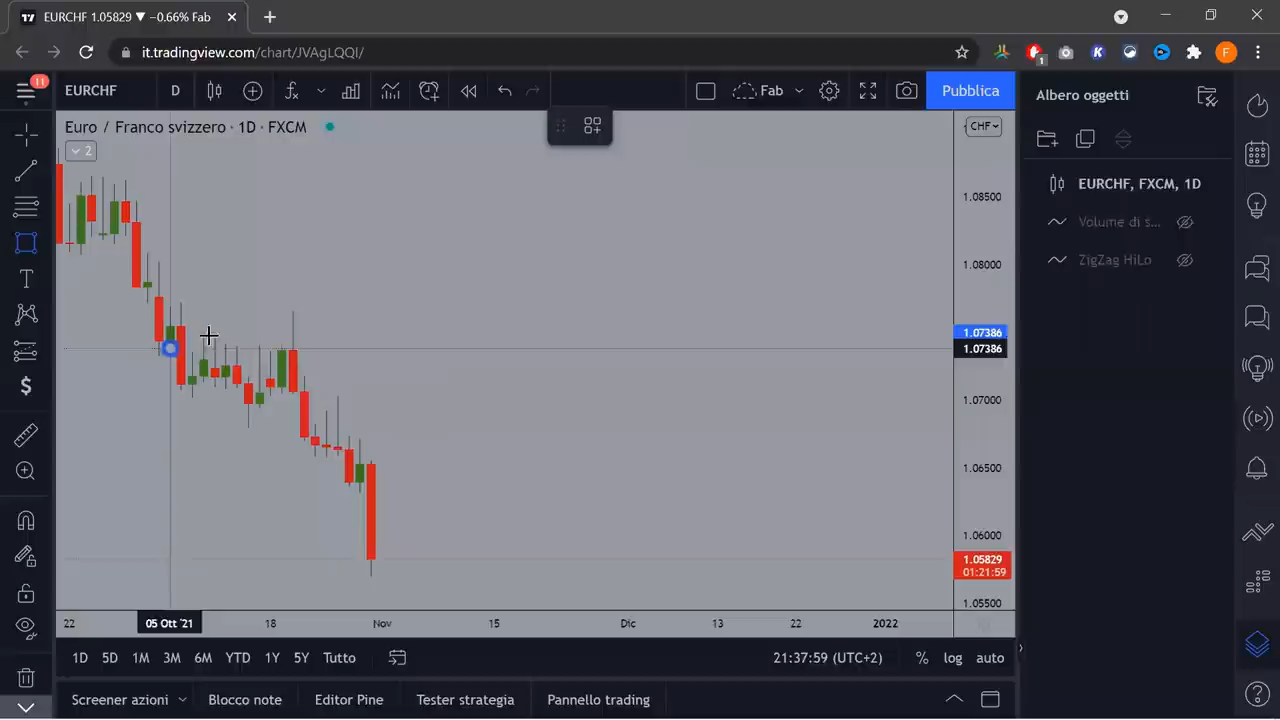 EURCHF 1.05829 ▼ −0.66% Fab
it.tradingview.com/chart/JVAgLQQI/
1
F
11
EURCHF
D
Fab
Pubblica
Albero oggetti
Euro / Franco svizzero · 1D · FXCM
CHF
2
EURCHF, FXCM, 1D
Volume di s...
ZigZag HiLo
1.08500
1.08000
1.07386
1.07386
1.07000
1.06500
1.06000
1.05829
01:21:59
1.05500
22
05 Ott '21
18
Nov
15
Dic
13
22
2022
1D 5D 1M 3M 6M YTD 1Y 5Y Tutto
21:37:59 (UTC+2)
% log auto
Screener azioni
Blocco note
Editor Pine
Tester strategia
Pannello trading